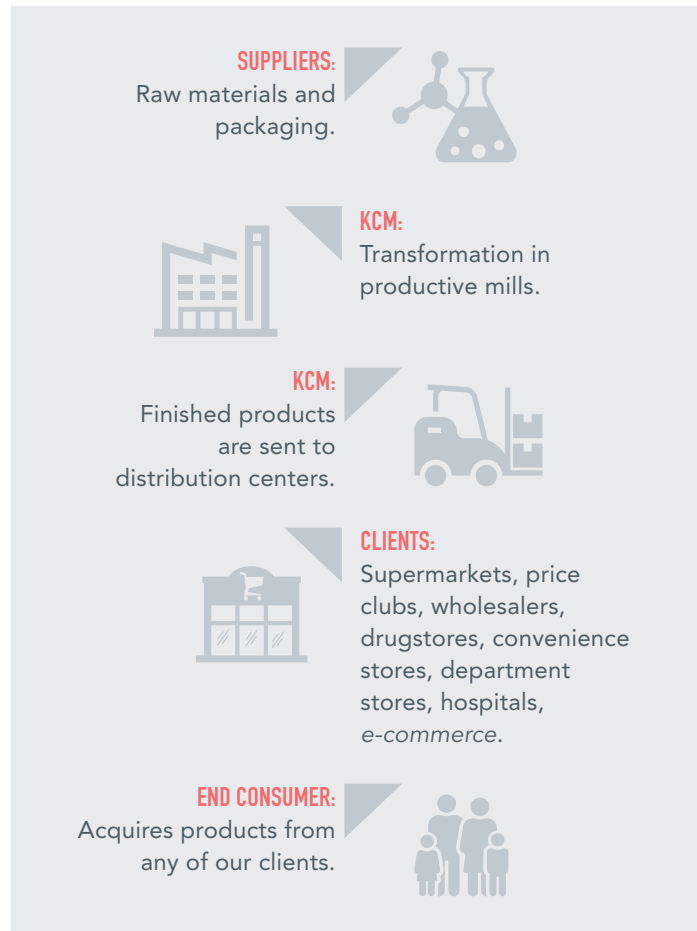 SUPPLIERS:
Raw materials and
packaging.
KCM:
Transformation in
productive mills.
KCM:
Finished products
are sent to
distribution centers.
CLIENTS:
Supermarkets, price
clubs, wholesalers,
drugstores, convenience
stores, department
stores, hospitals,
e-commerce.
END CONSUMER:
Acquires products from
any of our clients.